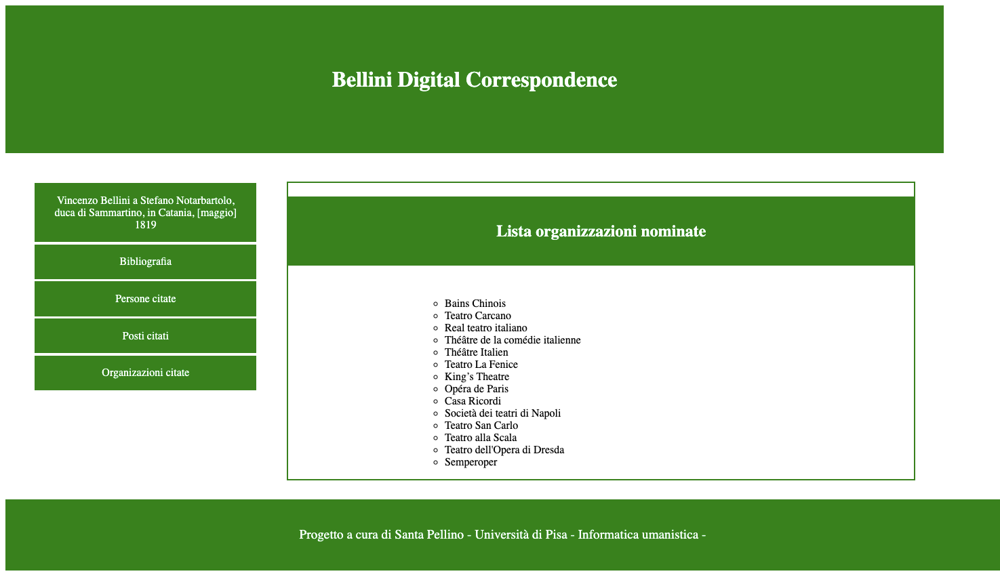 Bellini Digital Correspondence
Vincenzo Bellini a Stefano Notarbartolo,
duca di Sammartino, in Catania, [maggio]
1819
Bibliografia
Persone citate
Posti citati
Organizazioni citate
Lista organizzazioni nominate
Bains Chinois
Teatro Carcano
Real teatro italiano
Théâtre de la comédie italienne
Théâtre Italien
Teatro La Fenice
King’s Theatre
Opéra de Paris
Casa Ricordi
Società dei teatri di Napoli
Teatro San Carlo
Teatro alla Scala
Teatro dell'Opera di Dresda
Semperoper
Progetto a cura di Santa Pellino - Università di Pisa - Informatica umanistica -